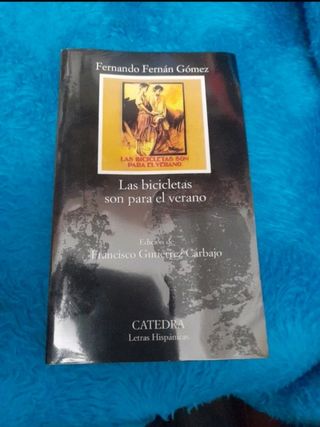 Fernando Fernán Gómez
LAS BICICLETAS SON
PARA EL VERANO
Las bicicletas
son para el verano
Edición de
Francisco Gutiérrez Carbajo
CATEDRA
Letras Hispánicas